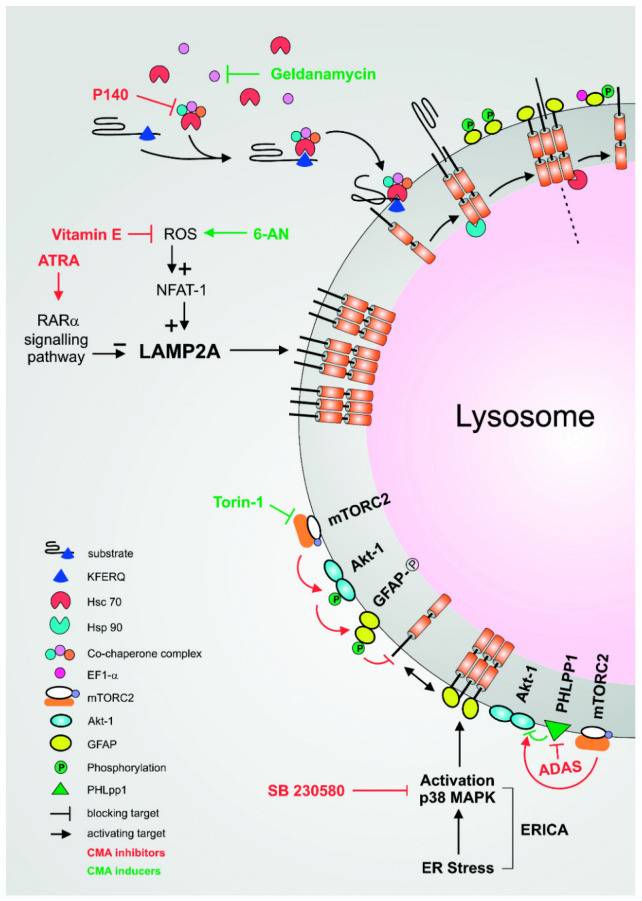 Geldanamycin
P140
P
P
P
Vitamin E
ROS
6-AN
ATRA
+
NFAT-1
RARα
signalling
pathway
+
–
LAMP2A
Lysosome
Torin-1
mTORC2
Akt-1
GFAP-P
P
P
Akt-1
PHLPP1
mTORC2
ADAS
SB 230580
Activation
p38 MAPK
ERICA
ER Stress
substrate
KFERQ
Hsc 70
Hsp 90
Co-chaperone complex
EF1-α
mTORC2
Akt-1
GFAP
P
Phosphorylation
PHLpp1
blocking target
activating target
CMA inhibitors
CMA inducers